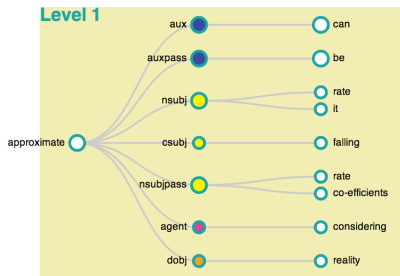 Level 1
aux
can
auxpass
be
nsubj
rate
it
approximate
csubj
falling
nsubjpass
rate
co-efficients
agent
considering
dobj
reality